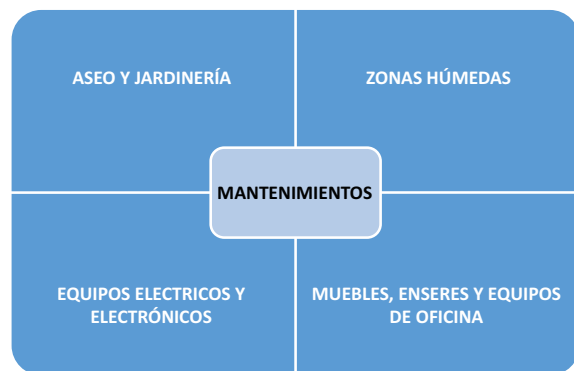 ASEO Y JARDINERÍA
ZONAS HÚMEDAS
MANTENIMIENTOS
EQUIPOS ELECTRICOS Y
ELECTRÓNICOS
MUEBLES, ENSERES Y EQUIPOS
DE OFICINA